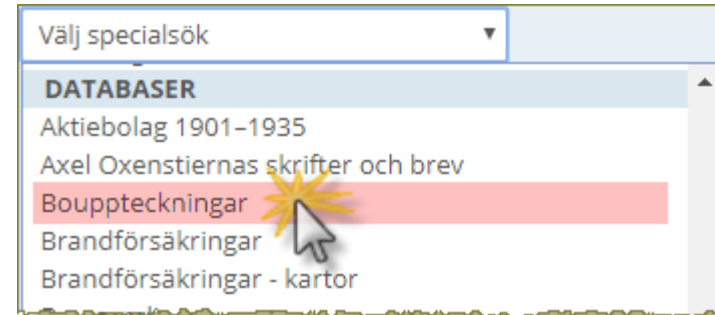 Välj specialsök
DATABASER
Aktiebolag 1901–1935
Axel Oxenstiernas skrifter och brev
Bouppteckningar
Brandförsäkringar
Brandförsäkringar - kartor